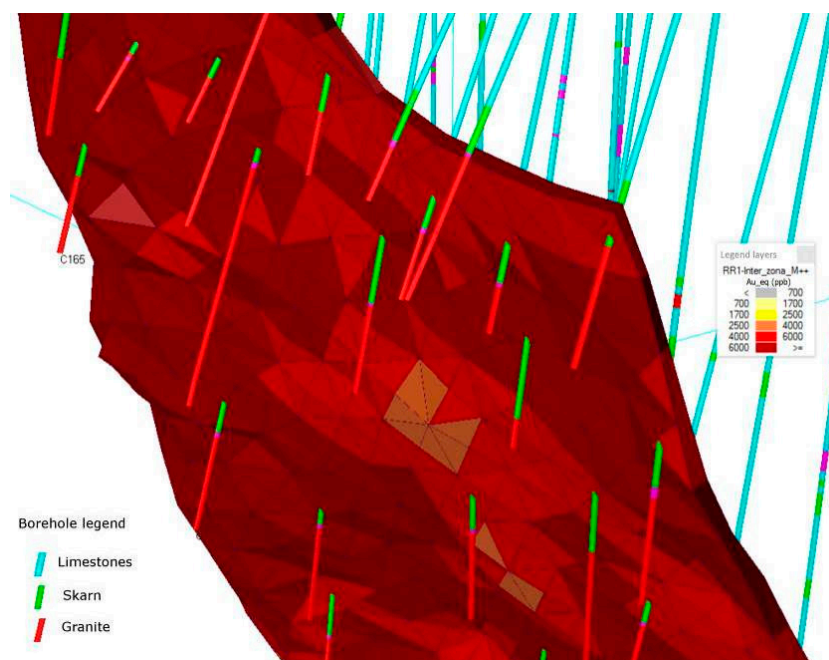 C165
Legend layers
RR1-Inter_zona_M++
Au_eq (ppb)
< 700
700 1700
1700 2500
2500 4000
4000 6000
6000 >=
Borehole legend
Limestones
Skarn
Granite